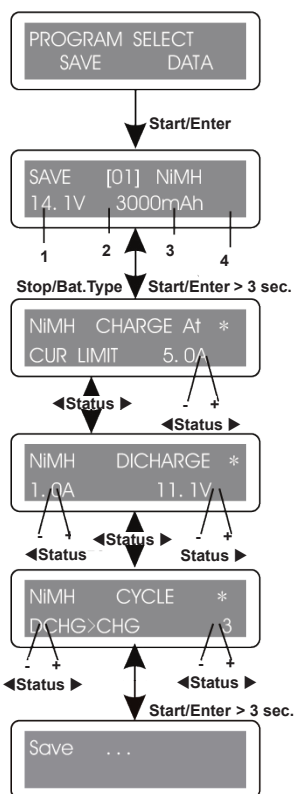 PROGRAM SELECT
SAVE DATA
Start/Enter
SAVE [01] NiMH
14. 1V 3000mAh
1 2 3 4
Stop/Bat.Type Start/Enter > 3 sec.
NiMH CHARGE At *
CUR LIMIT 5. 0A
- +
◀Status ▶
◀Status ▶
NiMH DICHARGE *
1. 0A 11. 1V
- + - +
◀Status ◀Status ▶ Status ▶
NiMH CYCLE *
DCHG>CHG 3
- + - +
◀Status ▶ ◀Status ▶
Start/Enter > 3 sec.
Save ...